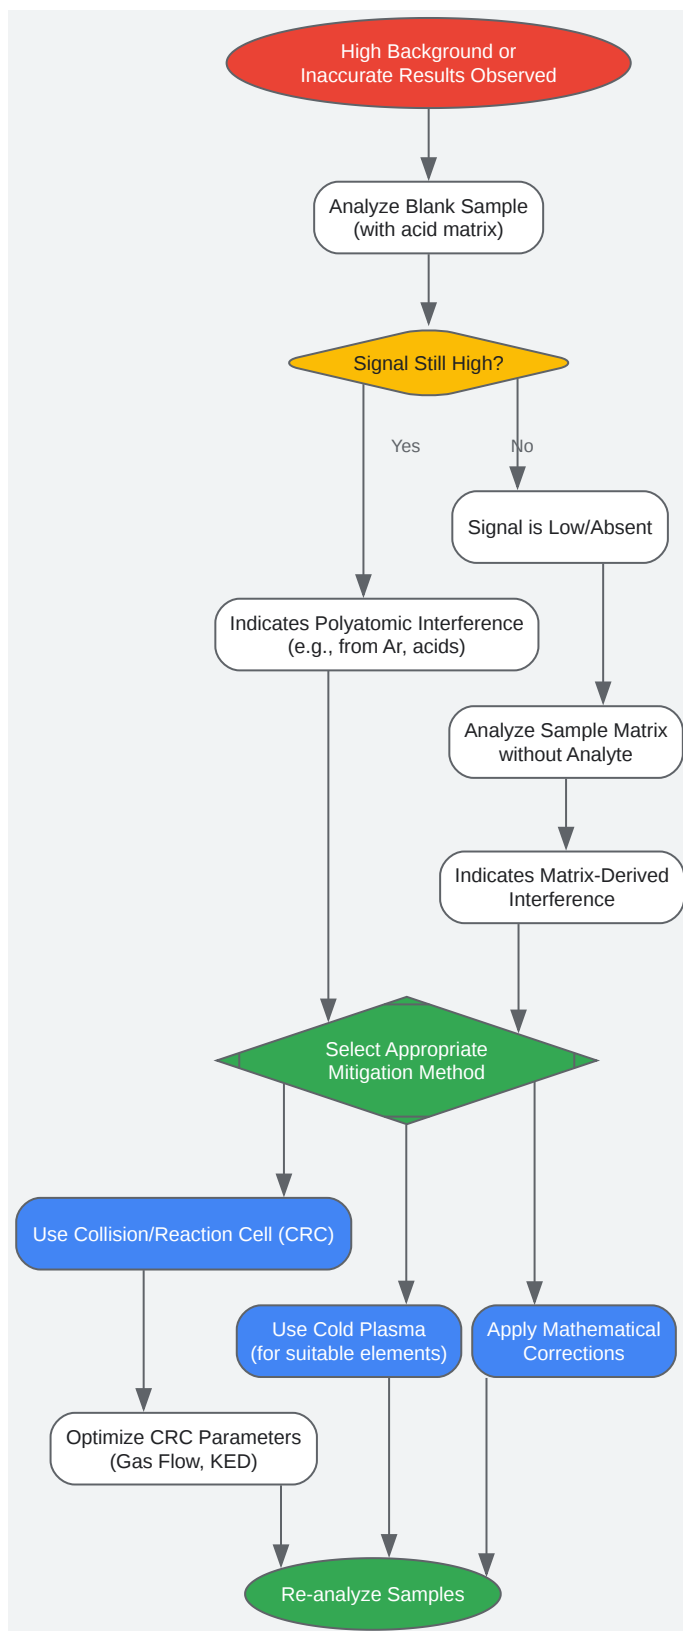 High Background or
Inaccurate Results Observed
Analyze Blank Sample
(with acid matrix)
Signal Still High?
Yes
No
Signal is Low/Absent
Indicates Polyatomic Interference
(e.g., from Ar, acids)
Analyze Sample Matrix
without Analyte
Indicates Matrix-Derived
Interference
Select Appropriate
Mitigation Method
Use Collision/Reaction Cell (CRC)
Use Cold Plasma
(for suitable elements)
Apply Mathematical
Corrections
Optimize CRC Parameters
(Gas Flow, KED)
Re-analyze Samples